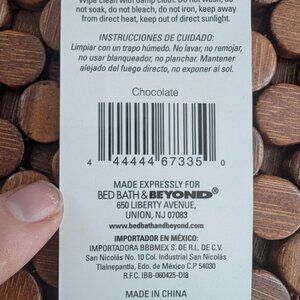 Wipe clean with damp cloth. Do not wash, do
not soak, do not bleach, do not iron, keep away
from direct heat, keep out of direct sunlight.
INSTRUCCIONES DE CUIDADO:
Limpiar con un trapo húmedo. No lavar, no remojar,
no usar blanqueador, no planchar. Mantener
alejado del fuego directo, no exponer al sol.
Chocolate
4 44444 67335 0
MADE EXPRESSLY FOR
BED BATH & BEYOND®
650 LIBERTY AVENUE,
UNION, NJ 07083
www.bedbathandbeyond.com
IMPORTADOR EN MÉXICO:
IMPORTADORA BBBMEX S. DE R.L. DE C.V.
San Nicolás No. 10 Col Industrial San Nicolás
Tlalnepantla, Edo. de México C.P 54030
R.F.C. IBB-060425-DI8
MADE IN CHINA